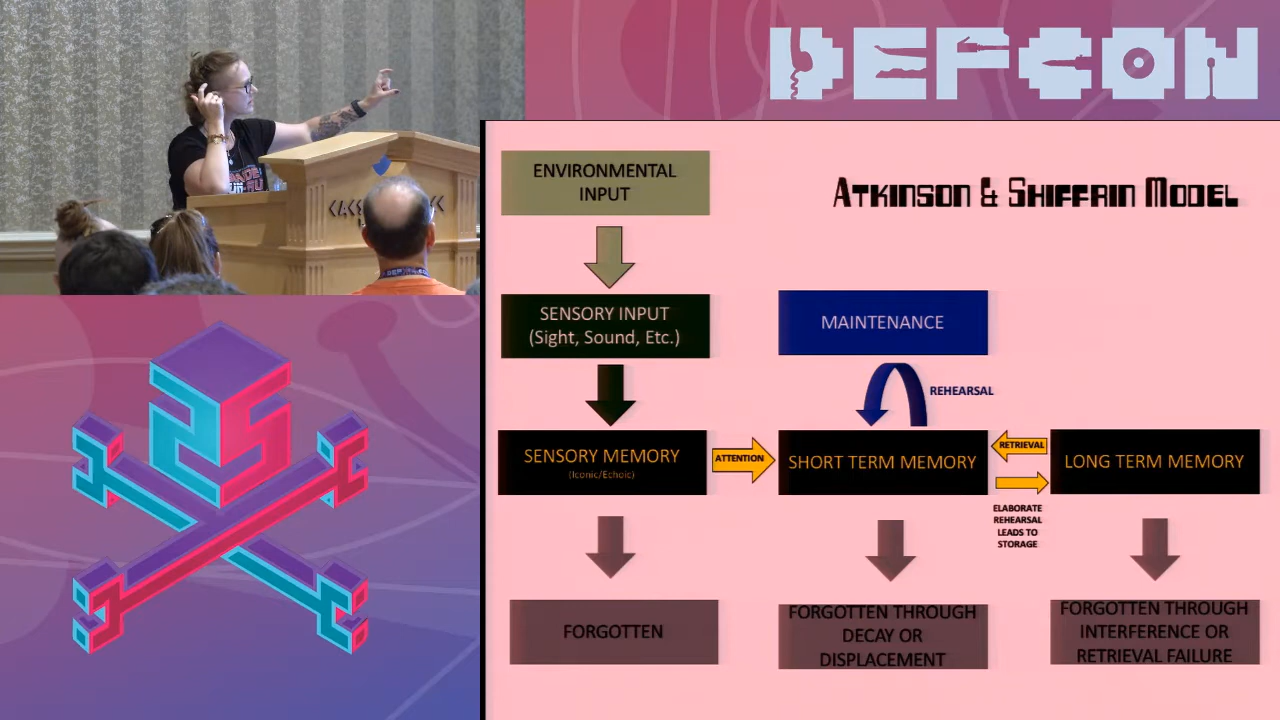 DEFCON
ATKINSON & SHIFFRIN MODEL
ENVIRONMENTAL
INPUT
SENSORY INPUT
(Sight, Sound, Etc.)
MAINTENANCE
REHEARSAL
SENSORY MEMORY
(Iconic/Echoic)
ATTENTION
SHORT TERM MEMORY
RETRIEVAL
LONG TERM MEMORY
ELABORATE
REHEARSAL
LEADS TO
STORAGE
FORGOTTEN
FORGOTTEN THROUGH
DECAY OR
DISPLACEMENT
FORGOTTEN THROUGH
INTERFERENCE OR
RETRIEVAL FAILURE